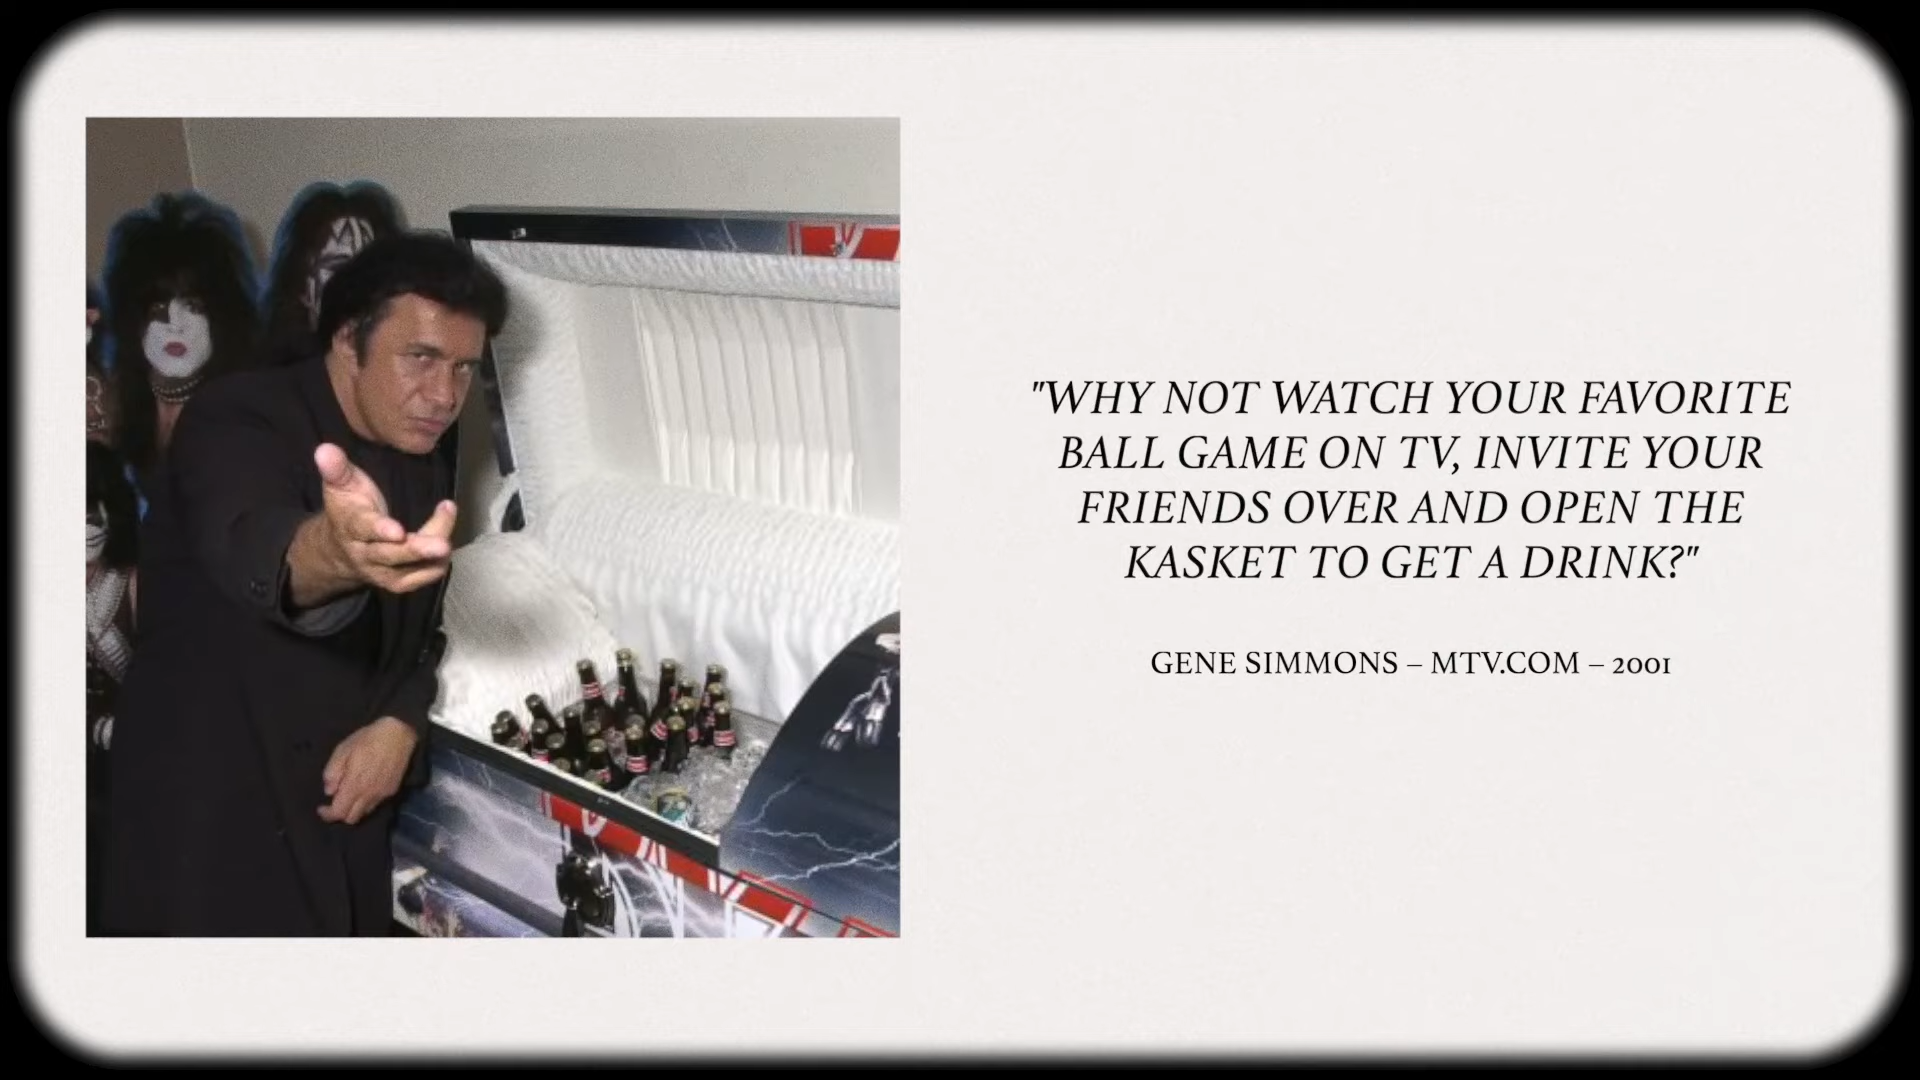 "WHY NOT WATCH YOUR FAVORITE
BALL GAME ON TV, INVITE YOUR
FRIENDS OVER AND OPEN THE
KASKET TO GET A DRINK?"
GENE SIMMONS – MTV.COM – 2001